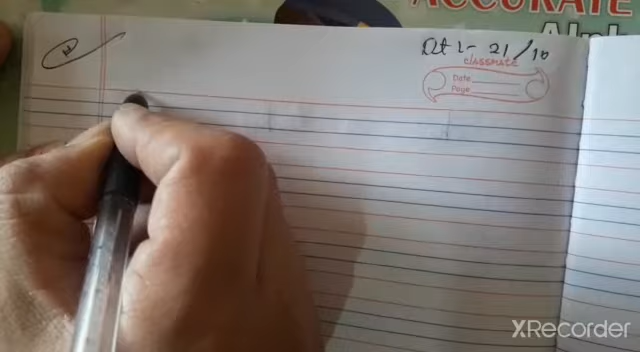 ACCURATE
Dt :- 21/10
classmate
Date
Page
XRecorder